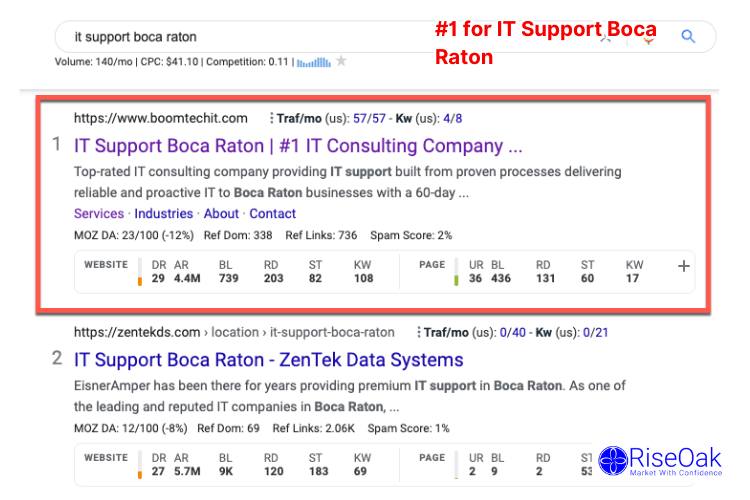 it support boca raton
#1 for IT Support Boca
Raton
Volume: 140/mo | CPC: $41.10 | Competition: 0.11 |
https://www.boomtechit.com Traf/mo (us): 57/57 - Kw (us): 4/8
1 IT Support Boca Raton | #1 IT Consulting Company ...
Top-rated IT consulting company providing IT support built from proven processes delivering
reliable and proactive IT to Boca Raton businesses with a 60-day ...
Services · Industries · About · Contact
MOZ DA: 23/100 (-12%) Ref Dom: 338 Ref Links: 736 Spam Score: 2%
WEBSITE DR AR BL RD ST KW PAGE UR BL RD ST KW
29 4.4M 739 203 82 108 36 436 131 60 17
https://zentekds.com › location › it-support-boca-raton Traf/mo (us): 0/40 - Kw (us): 0/21
2 IT Support Boca Raton - ZenTek Data Systems
EisnerAmper has been there for years providing premium IT support in Boca Raton. As one of
the leading and reputed IT companies in Boca Raton, ...
MOZ DA: 12/100 (-8%) Ref Dom: 69 Ref Links: 2.06K Spam Score: 1%
WEBSITE DR AR BL RD ST KW PAGE UR BL RD
27 5.7M 9K 120 183 69 2 9 2
RiseOak
Market With Confidence